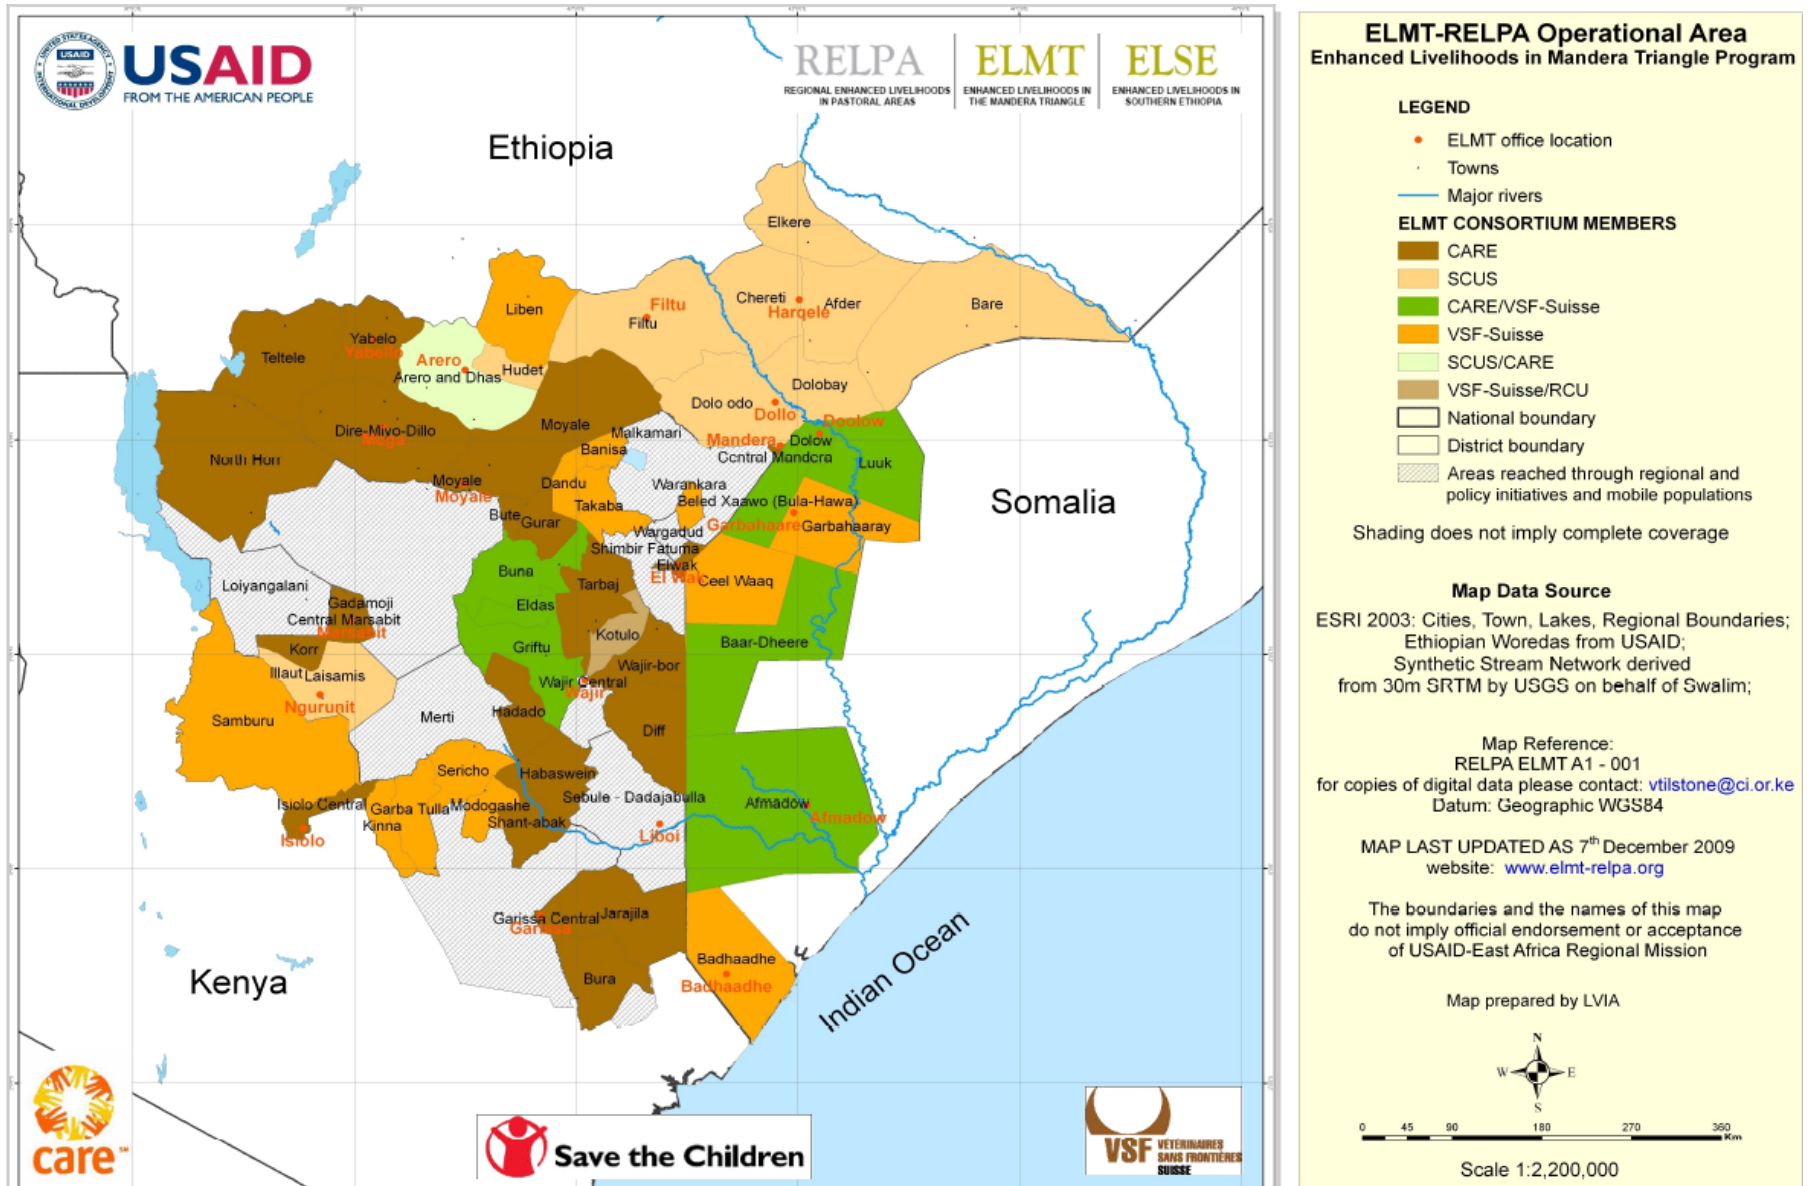 USAID
FROM THE AMERICAN PEOPLE
UNITED STATES AGENCY
USAID
INTERNATIONAL DEVELOPMENT
RELPA
REGIONAL ENHANCED LIVELIHOODS
IN PASTORAL AREAS
ELMT
ENHANCED LIVELIHOODS IN
THE MANDERA TRIANGLE
ELSE
ENHANCED LIVELIHOODS IN
SOUTHERN ETHIOPIA
Ethiopia
Elkere
Liben
Filtu
Filtu
Chereti
Harqele
Afder
Bare
Yabelo
Yabello
Teltele
Arero
Arero and Dhas
Hudet
Dolobay
Dolo odo
Dollo
Doolow
Dire-Miyo-Dillo
Mega
Moyale
Malkamari
Mandera
Dolow
Banisa
Central Mandera
Luuk
North Horr
Moyale
Moyale
Dandu
Warankara
Takaba
Beled Xaawo (Bula-Hawa)
Somalia
Bute
Gurar
Garbahaare
Garbahaaray
Wargadud
Shimbir Fatuma
Elwak
El Wak
Ceel Waaq
Buna
Tarbaj
Loiyangalani
Gadamoji
Central Marsabit
Marsabit
Eldas
Kotulo
Korr
Griftu
Baar-Dheere
Illaut
Laisamis
Wajir-bor
Wajir Central
Wajir
Ngurunit
Samburu
Merti
Hadado
Diff
Sericho
Habaswein
Isiolo Central
Garba Tulla
Modogashe
Sebule - Dadajabulla
Afmadow
Afmadow
Kinna
Shant-abak
Isiolo
Liboi
Garissa Central
Garissa
Jarajila
Kenya
Bura
Badhaadhe
Badhaadhe
Indian Ocean
care
Save the Children
VSF
VETERINAIRES
SANS FRONTIÈRES
SUISSE
ELMT-RELPA Operational Area
Enhanced Livelihoods in Mandera Triangle Program
LEGEND
ELMT office location
Towns
Major rivers
ELMT CONSORTIUM MEMBERS
CARE
SCUS
CARE/VSF-Suisse
VSF-Suisse
SCUS/CARE
VSF-Suisse/RCU
National boundary
District boundary
Areas reached through regional and
policy initiatives and mobile populations
Shading does not imply complete coverage
Map Data Source
ESRI 2003: Cities, Town, Lakes, Regional Boundaries;
Ethiopian Woredas from USAID;
Synthetic Stream Network derived
from 30m SRTM by USGS on behalf of Swalim;
Map Reference:
RELPA ELMT A1 - 001
for copies of digital data please contact: vtilstone@ci.or.ke
Datum: Geographic WGS84
MAP LAST UPDATED AS 7th December 2009
website: www.elmt-relpa.org
The boundaries and the names of this map
do not imply official endorsement or acceptance
of USAID-East Africa Regional Mission
Map prepared by LVIA
N
W E
S
0 45 90 180 270 360
Km
Scale 1:2,200,000